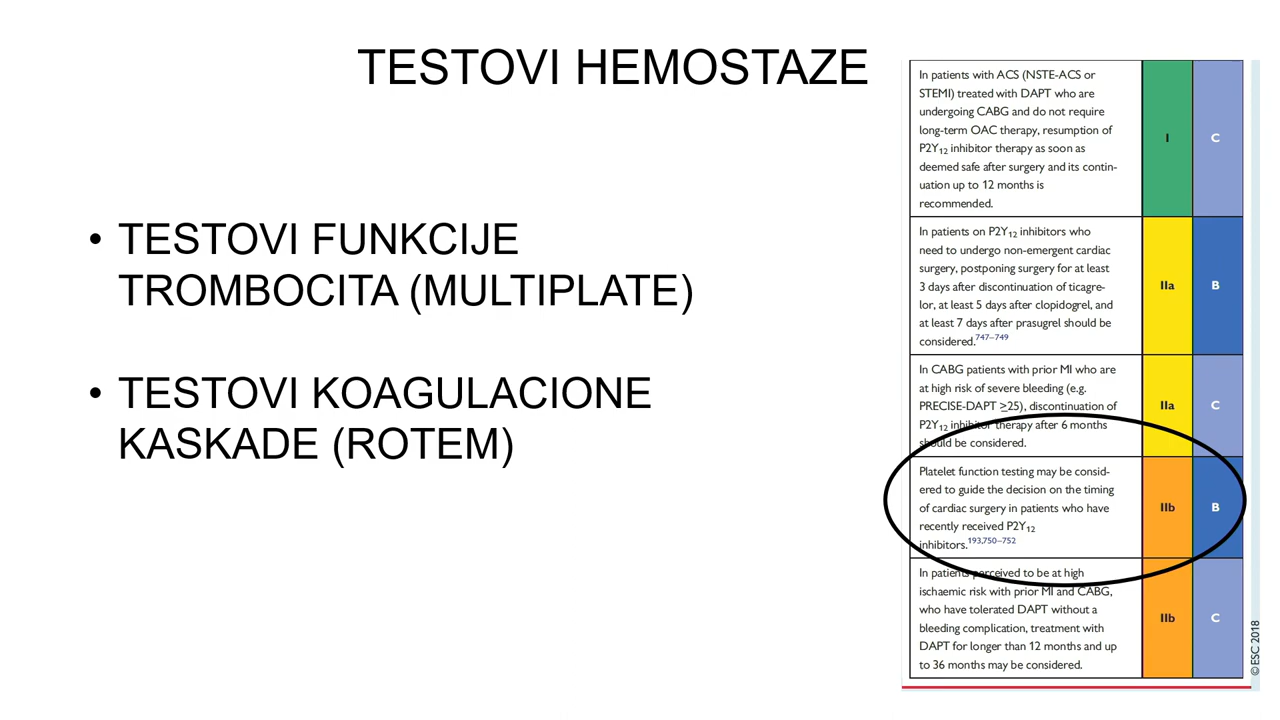 TESTOVI HEMOSTAZE
• TESTOVI FUNKCIJE
TROMBOCITA (MULTIPLATE)
• TESTOVI KOAGULACIONE
KASKADE (ROTEM)
In patients with ACS (NSTE-ACS or
STEMI) treated with DAPT who are
undergoing CABG and do not require
long-term OAC therapy, resumption of
P2Y12 inhibitor therapy as soon as
deemed safe after surgery and its contin-
uation up to 12 months is
recommended.
I
C
In patients on P2Y12 inhibitors who
need to undergo non-emergent cardiac
surgery, postponing surgery for at least
3 days after discontinuation of ticagre-
lor, at least 5 days after clopidogrel, and
at least 7 days after prasugrel should be
considered.747–749
IIa
B
In CABG patients with prior MI who are
at high risk of severe bleeding (e.g.
PRECISE-DAPT ≥25), discontinuation of
P2Y12 inhibitor therapy after 6 months
should be considered.
IIa
C
Platelet function testing may be consid-
ered to guide the decision on the timing
of cardiac surgery in patients who have
recently received P2Y12
inhibitors.193,750–752
IIb
B
In patients perceived to be at high
ischaemic risk with prior MI and CABG,
who have tolerated DAPT without a
bleeding complication, treatment with
DAPT for longer than 12 months and up
to 36 months may be considered.
IIb
C
©ESC 2018